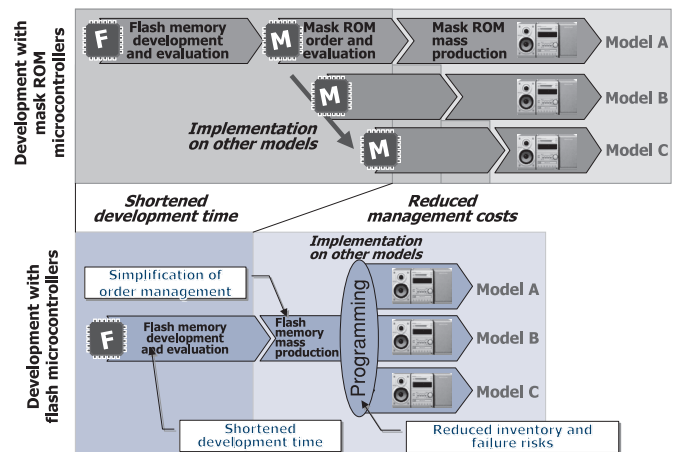 Development with
mask ROM
microcontrollers
F
Flash memory
development
and evaluation
M
Mask ROM
order and
evaluation
Mask ROM
mass
production
Model A
M
Model B
Implementation
on other models
M
Model C
Shortened
development time
Reduced
management costs
Development with
flash microcontrollers
Implementation
on other models
Simplification of
order management
Model A
F
Flash memory
development
and evaluation
Flash
memory
mass
production
Programming
Model B
Model C
Shortened
development time
Reduced inventory and
failure risks